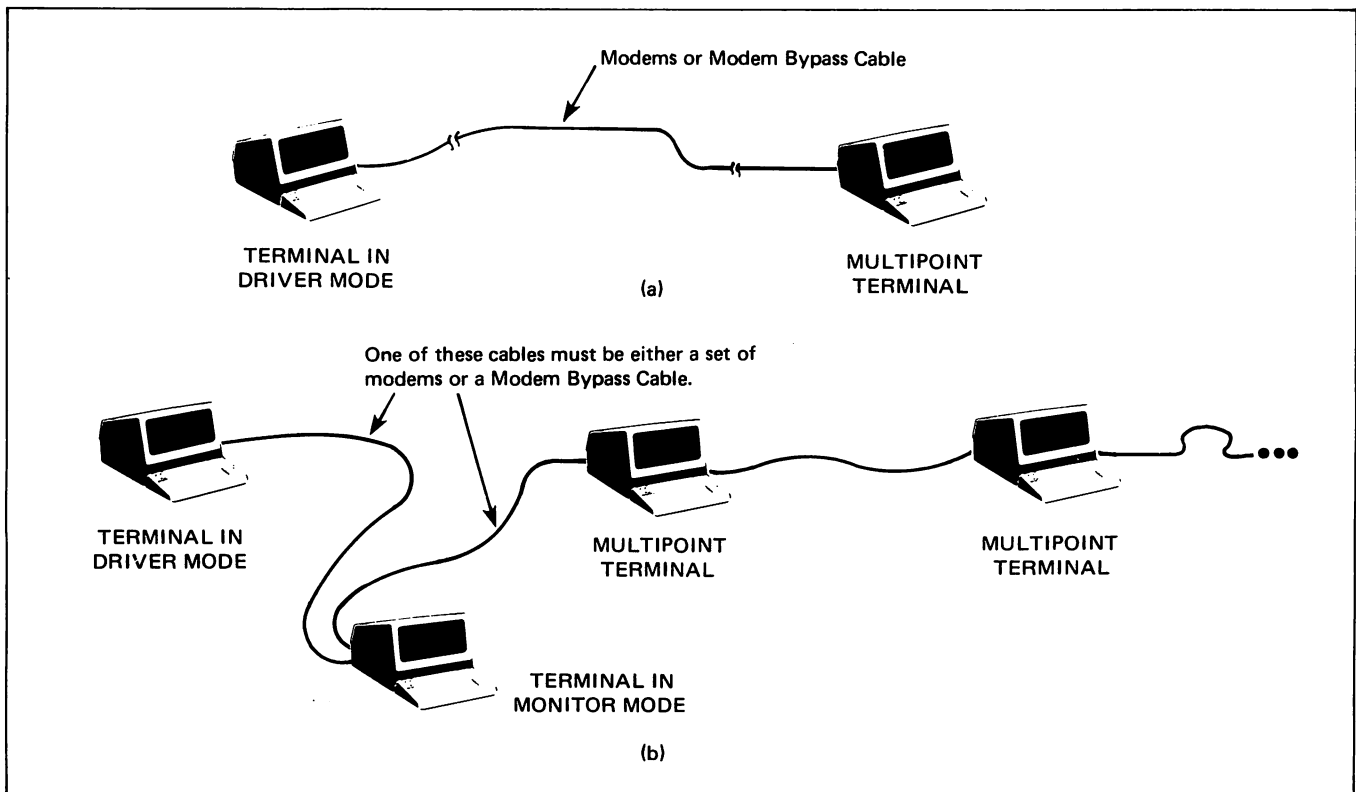 Modems or Modem Bypass Cable
TERMINAL IN
DRIVER MODE
MULTIPOINT
TERMINAL
(a)
One of these cables must be either a set of
modems or a Modem Bypass Cable.
TERMINAL IN
DRIVER MODE
MULTIPOINT
TERMINAL
MULTIPOINT
TERMINAL
TERMINAL IN
MONITOR MODE
(b)